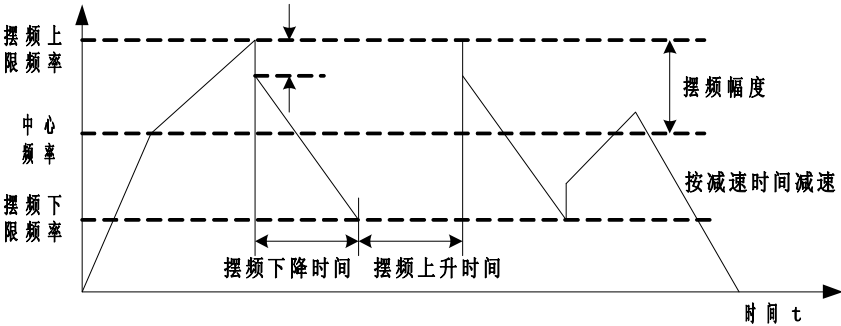 摆频上
限频率
摆频幅度
中心
频率
按减速时间减速
摆频下
限频率
摆频下降时间
摆频上升时间
时间 t